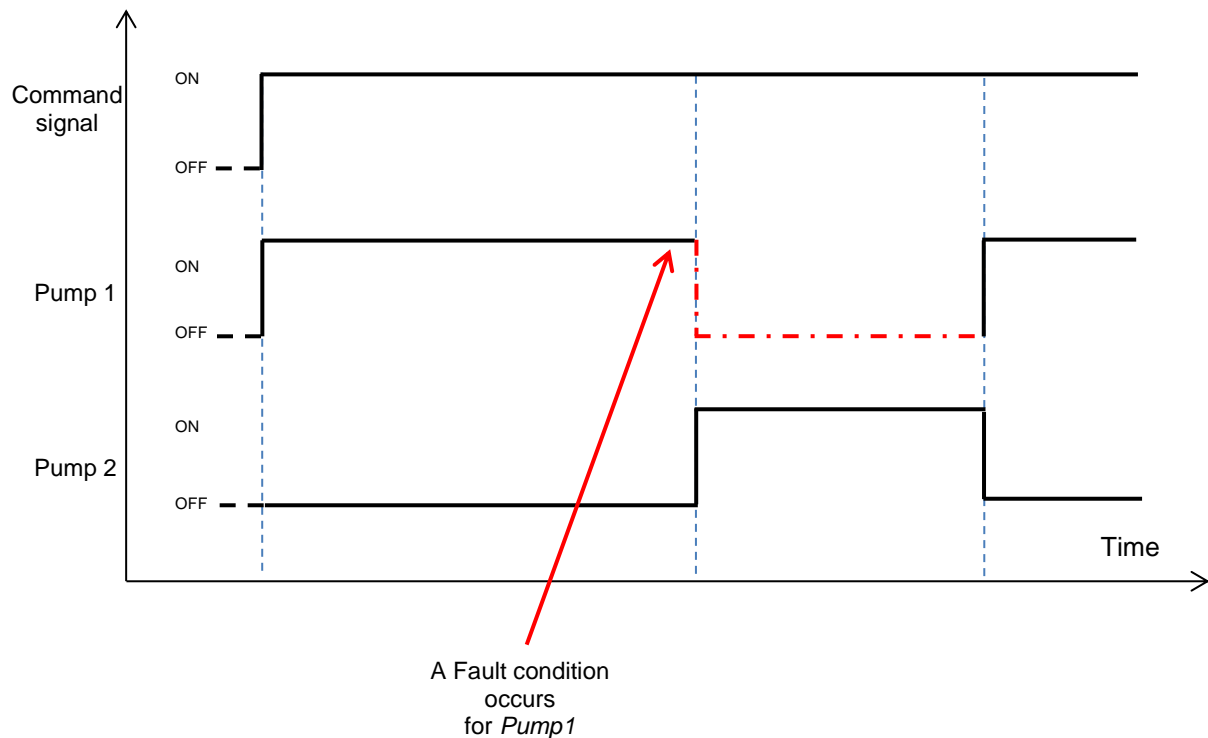 ON
Command
signal
OFF
ON
Pump 1
OFF
ON
Pump 2
OFF
Time
A Fault condition
occurs
for Pump1